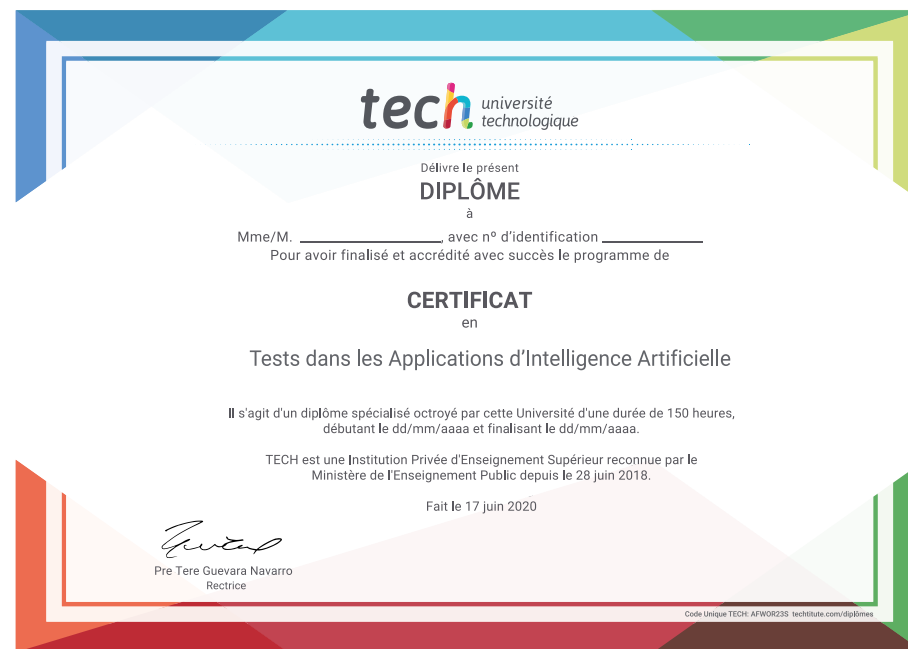 tech université
technologique
Délivre le présent
DIPLÔME
à
Mme/M. ____________________, avec nº d'identification ______________
Pour avoir finalisé et accrédité avec succès le programme de
CERTIFICAT
en
Tests dans les Applications d'Intelligence Artificielle
Il s'agit d'un diplôme spécialisé octroyé par cette Université d'une durée de 150 heures,
débutant le dd/mm/aaaa et finalisant le dd/mm/aaaa.
TECH est une Institution Privée d'Enseignement Supérieur reconnue par le
Ministère de l'Enseignement Public depuis le 28 juin 2018.
Fait le 17 juin 2020
Pre Tere Guevara Navarro
Rectrice
Code Unique TECH: AFWOR23S techtitute.com/diplômes